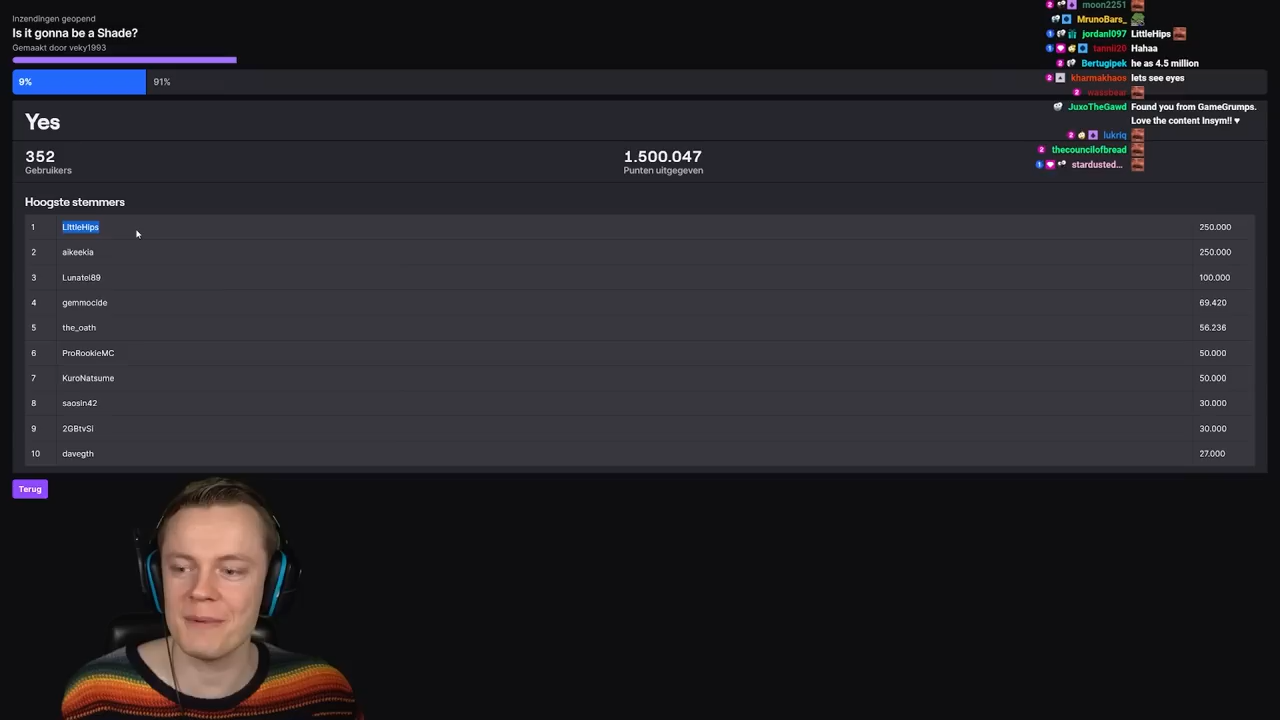 Inzendingen geopend
Is it gonna be a Shade?
Gemaakt door veky1993
9%
91%
Yes
352
Gebruikers
1.500.047
Punten uitgegeven
Hoogste stemmers
1 LittleHips 250.000
2 aikeekia 250.000
3 Lunatel89 100.000
4 gemmocide 69.420
5 the_oath 56.236
6 ProRookieMC 50.000
7 KuroNatsume 50.000
8 saosin42 30.000
9 2GBtvSi 30.000
10 davegth 27.000
Terug
moon2251
MrunoBars_
jordanl097 LittleHips
tannii20 Hahaa
Bertugipek he as 4.5 million
kharmakhaos lets see eyes
wassbear
JuxoTheGawd Found you from GameGrumps.
Love the content Insym!! ♥
lukriq
thecouncilofbread
stardusted...